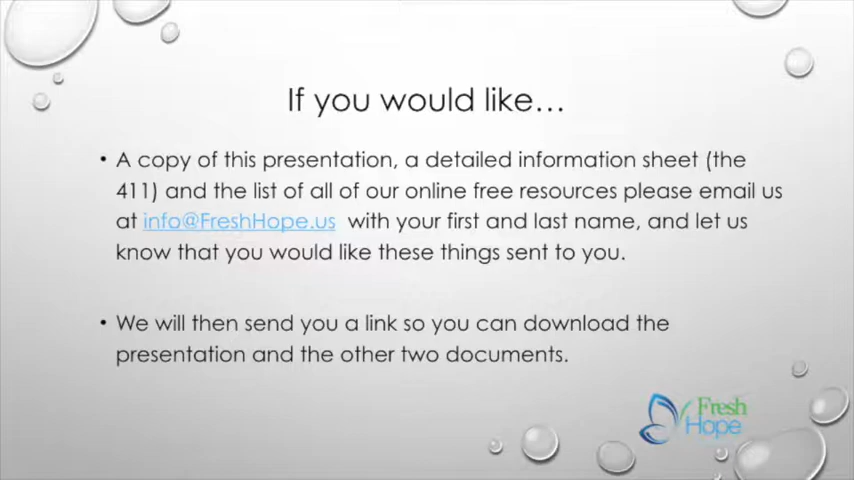 If you would like…
• A copy of this presentation, a detailed information sheet (the
411) and the list of all of our online free resources please email us
at info@FreshHope.us with your first and last name, and let us
know that you would like these things sent to you.
• We will then send you a link so you can download the
presentation and the other two documents.
Fresh
Hope